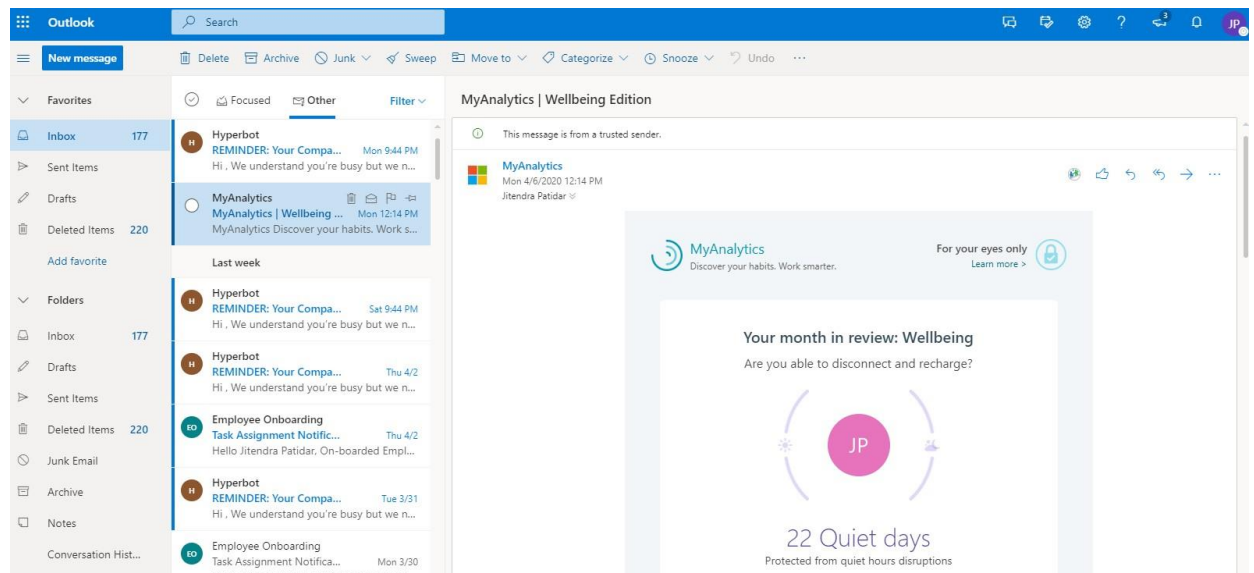 Outlook
Search
3
JP
New message
Delete Archive Junk Sweep Move to Categorize Snooze Undo ...
Favorites
Inbox 177
Sent Items
Drafts
Deleted Items 220
Add favorite
Folders
Inbox 177
Drafts
Sent Items
Deleted Items 220
Junk Email
Archive
Notes
Conversation Hist...
Focused Other Filter
H
Hyperbot
REMINDER: Your Compa... Mon 9:44 PM
Hi , We understand you're busy but we n...
MyAnalytics
MyAnalytics | Wellbeing ... Mon 12:14 PM
MyAnalytics Discover your habits. Work s...
Last week
H
Hyperbot
REMINDER: Your Compa... Sat 9:44 PM
Hi , We understand you're busy but we n...
H
Hyperbot
REMINDER: Your Compa... Thu 4/2
Hi , We understand you're busy but we n...
EO
Employee Onboarding
Task Assignment Notific... Thu 4/2
Hello Jitendra Patidar, On-boarded Empl...
H
Hyperbot
REMINDER: Your Compa... Tue 3/31
Hi , We understand you're busy but we n...
EO
Employee Onboarding
Task Assignment Notifica... Mon 3/30
MyAnalytics | Wellbeing Edition
This message is from a trusted sender.
MyAnalytics
Mon 4/6/2020 12:14 PM
Jitendra Patidar
...
MyAnalytics
Discover your habits. Work smarter.
For your eyes only
Learn more >
Your month in review: Wellbeing
Are you able to disconnect and recharge?
JP
22 Quiet days
Protected from quiet hours disruptions